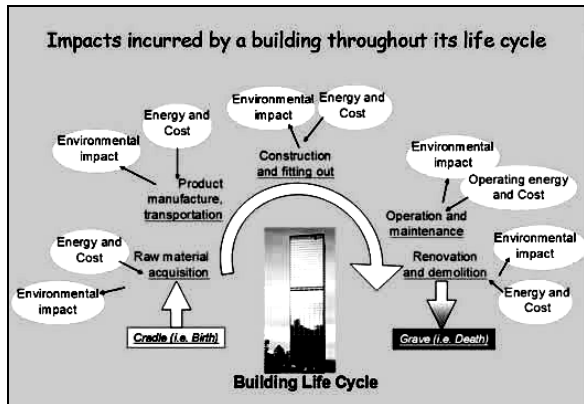 Impacts incurred by a building throughout its life cycle
Energy and
Cost
Environmental
impact
Product
manufacture,
transportation
Environmental
impact
Energy and
Cost
Construction
and fitting out
Environmental
impact
Operating energy
and Cost
Operation and
maintenance
Energy and
Cost
Environmental
impact
Raw material
acquisition
Renovation
and demolition
Environmental
impact
Energy and
Cost
Cradle (i.e. Birth)
Grave (i.e. Death)
Building Life Cycle